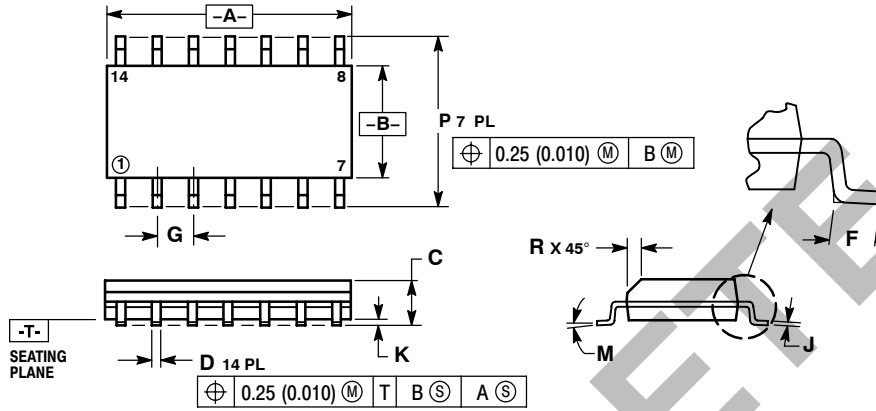 –A–
14
8
–B–
P 7 PL
⌖ 0.25 (0.010) Ⓜ B Ⓜ
①
7
G
F
C
R X 45°
-T-
SEATING
PLANE
K
M
J
D 14 PL
⌖ 0.25 (0.010) Ⓜ T B Ⓢ A Ⓢ